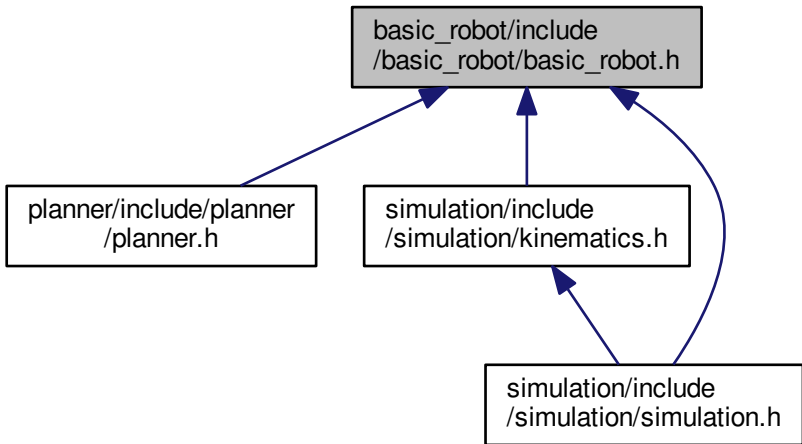 basic_robot/include
/basic_robot/basic_robot.h
planner/include/planner
/planner.h
simulation/include
/simulation/kinematics.h
simulation/include
/simulation/simulation.h